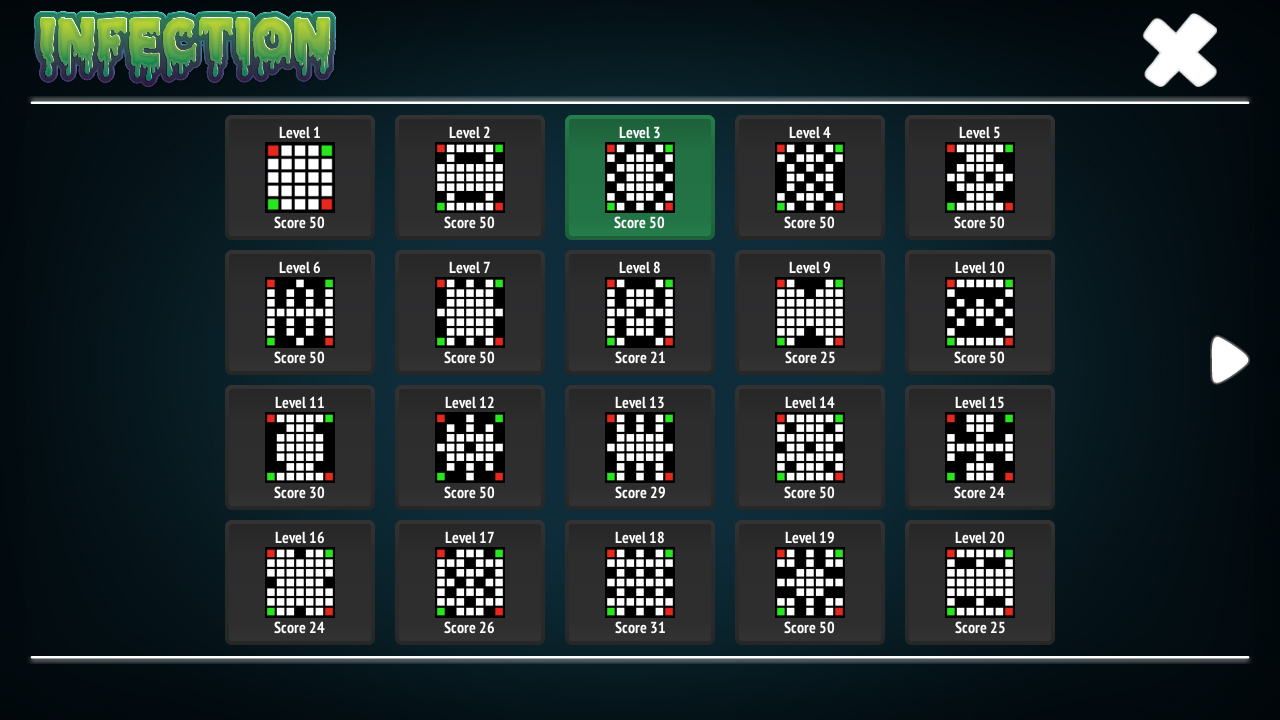 INFECTION
Level 1
Score 50
Level 2
Score 50
Level 3
Score 50
Level 4
Score 50
Level 5
Score 50
Level 6
Score 50
Level 7
Score 50
Level 8
Score 21
Level 9
Score 25
Level 10
Score 50
Level 11
Score 30
Level 12
Score 50
Level 13
Score 29
Level 14
Score 50
Level 15
Score 24
Level 16
Score 24
Level 17
Score 26
Level 18
Score 31
Level 19
Score 50
Level 20
Score 25